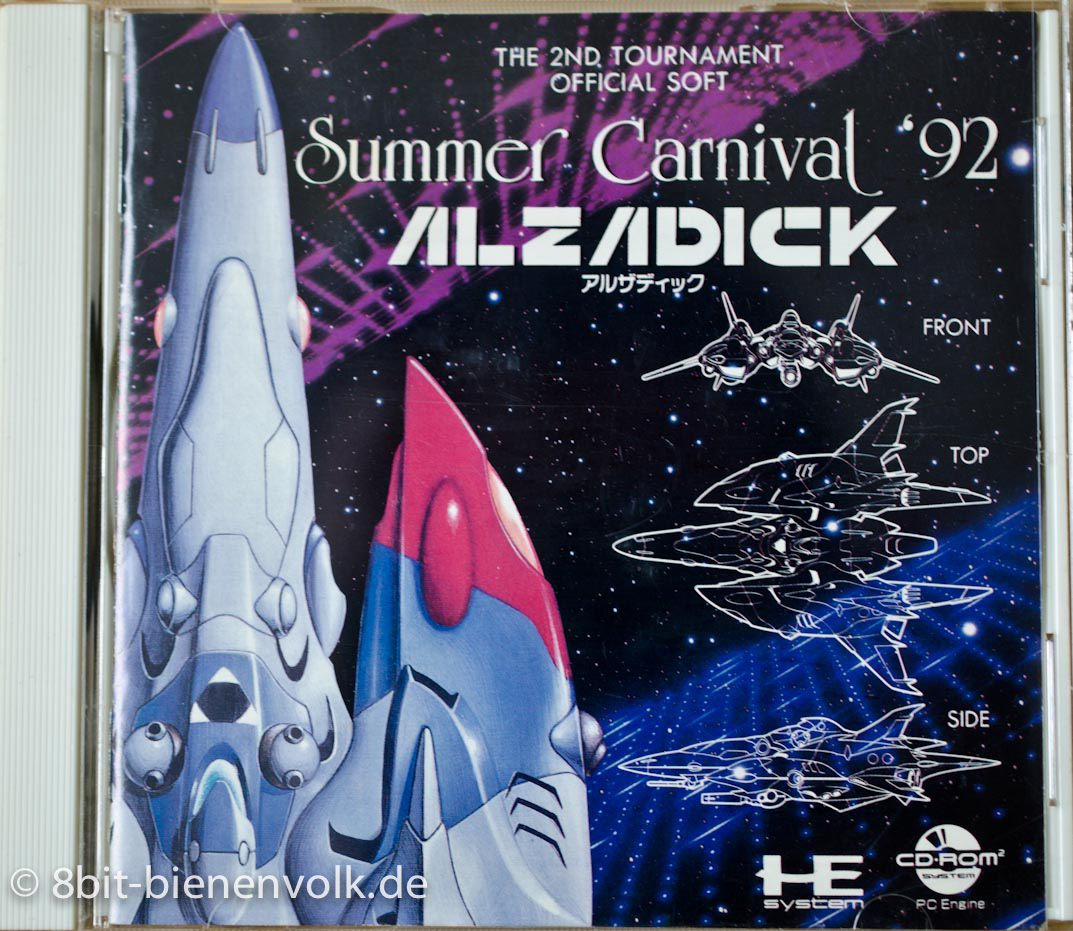 THE 2ND TOURNAMENT
OFFICIAL SOFT
Summer Carnival '92
ALZADICK
アルザディック
FRONT
TOP
SIDE
HE
system
CD-ROM²
SYSTEM
PC Engine
© 8bit-bienenvolk.de